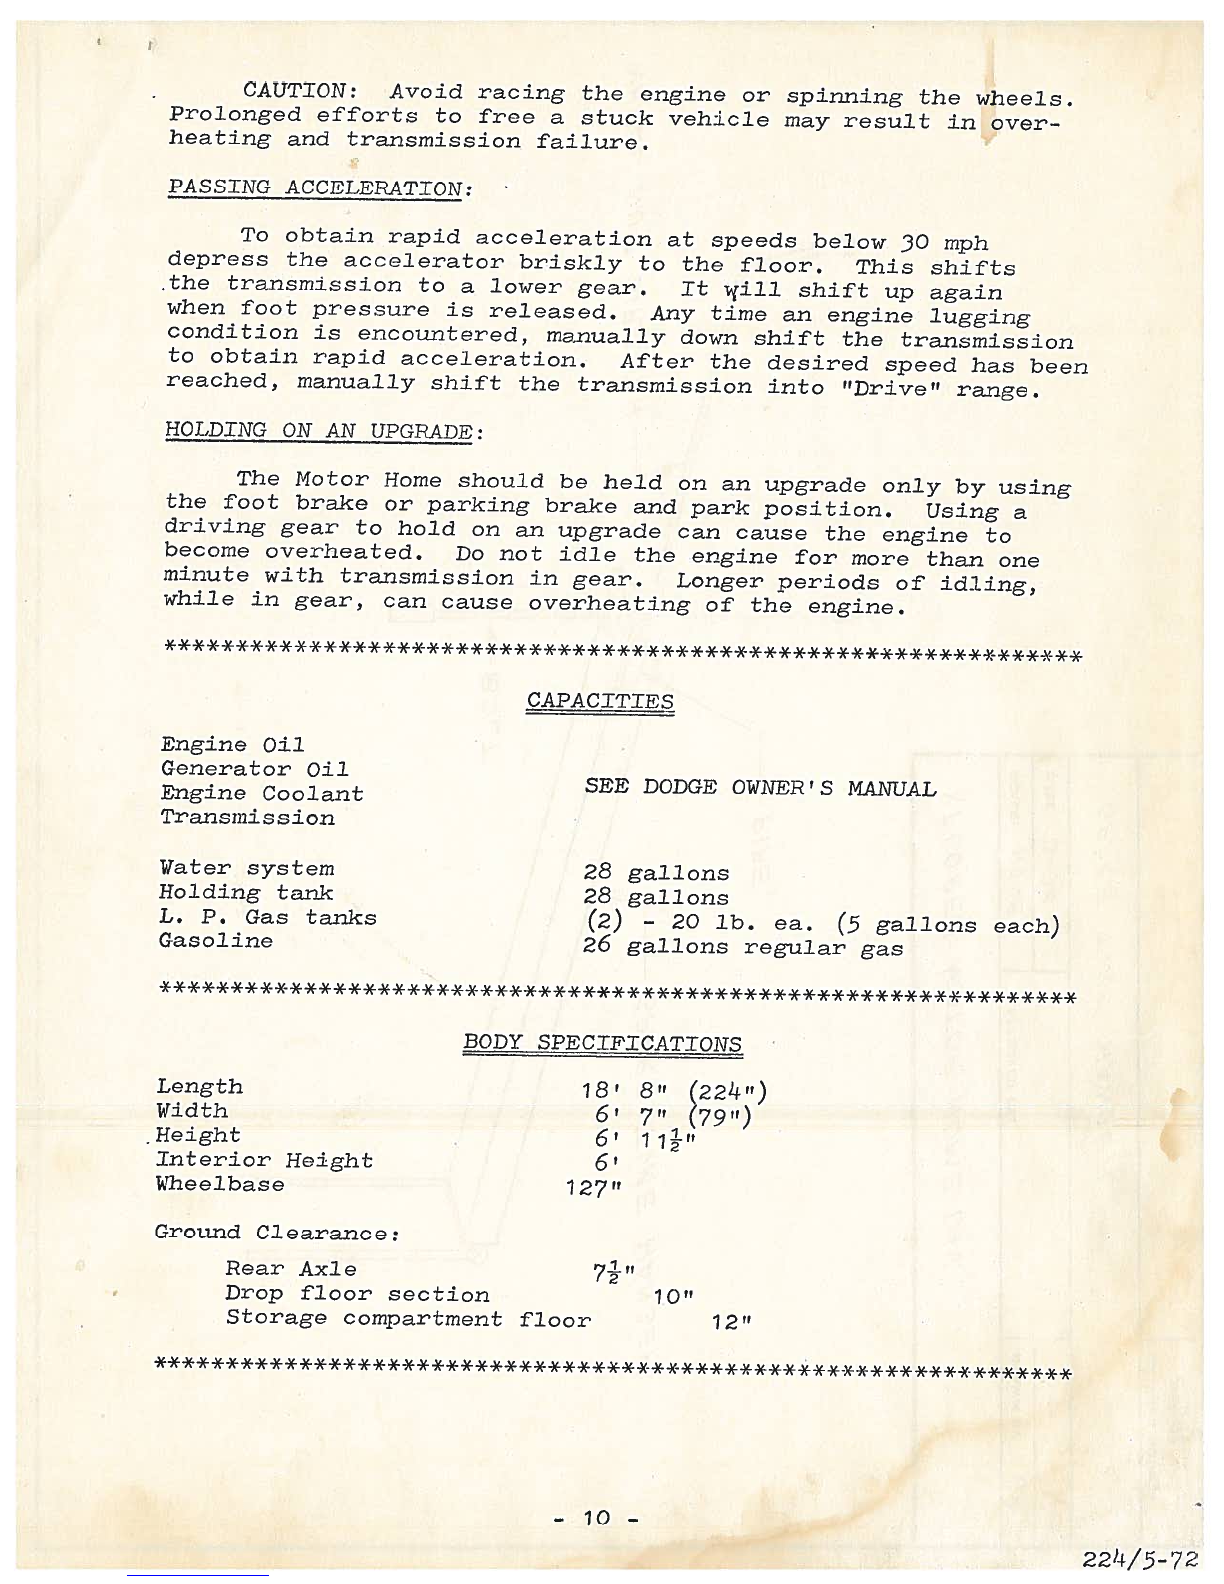 CAUTION: Avoid racing the engine or spinning the wheels.
Prolonged efforts to free a stuck vehicle may result in over-
heating and transmission failure.
PASSING ACCELERATION:
To obtain rapid acceleration at speeds below 30 mph
depress the accelerator briskly to the floor. This shifts
the transmission to a lower gear. It will shift up again
when foot pressure is released. Any time an engine lugging
condition is encountered, manually down shift the transmission
to obtain rapid acceleration. After the desired speed has been
reached, manually shift the transmission into "Drive" range.
HOLDING ON AN UPGRADE:
The Motor Home should be held on an upgrade only by using
the foot brake or parking brake and park position. Using a
driving gear to hold on an upgrade can cause the engine to
become overheated. Do not idle the engine for more than one
minute with transmission in gear. Longer periods of idling,
while in gear, can cause overheating of the engine.
***************************************************************
CAPACITIES
Engine Oil
Generator Oil
Engine Coolant
Transmission
SEE DODGE OWNER'S MANUAL
Water system 28 gallons
Holding tank 28 gallons
L. P. Gas tanks (2) - 20 lb. ea. (5 gallons each)
Gasoline 26 gallons regular gas
***************************************************************
BODY SPECIFICATIONS
Length 18' 8" (224")
Width 6' 7" (79")
Height 6' 11½"
Interior Height 6'
Wheelbase 127"
Ground Clearance:
Rear Axle 7½"
Drop floor section 10"
Storage compartment floor 12"
***************************************************************
- 10 -
224/5-72